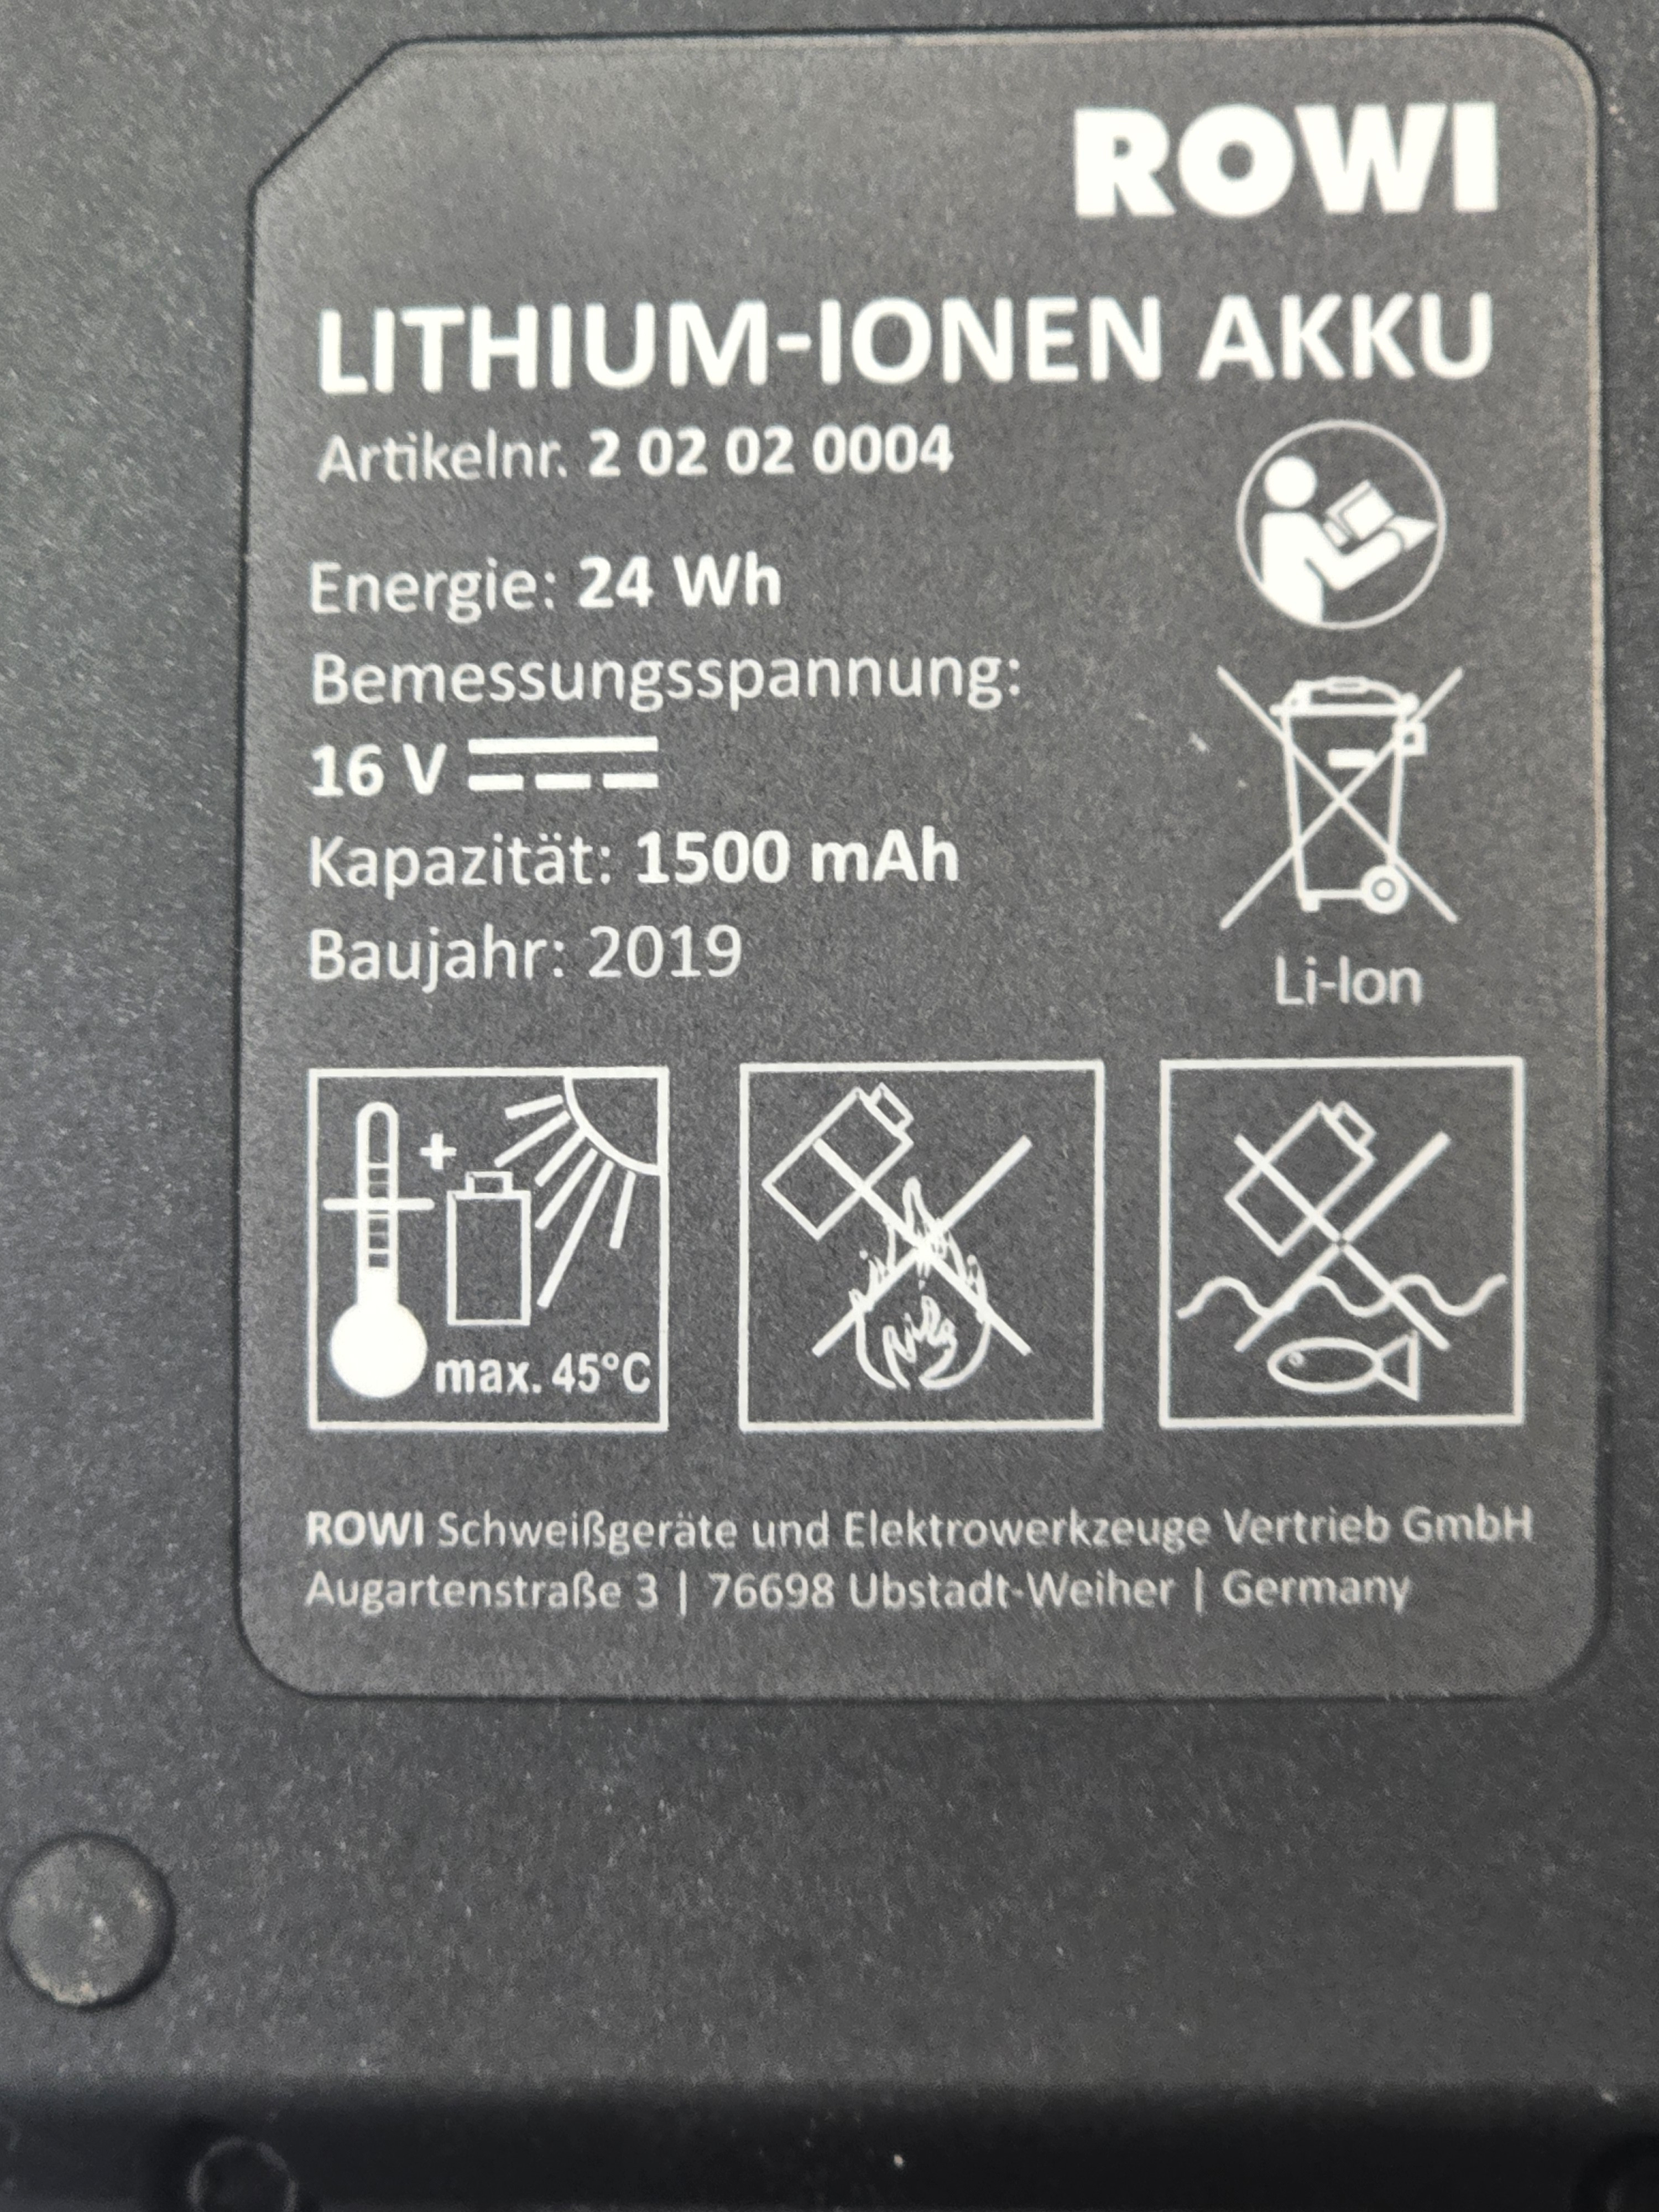 ROWI
LITHIUM-IONEN AKKU
Artikelnr. 2 02 02 0004
Energie: 24 Wh
Bemessungsspannung:
16 V
Kapazität: 1500 mAh
Baujahr: 2019
Li-Ion
+
max. 45°C
ROWI Schweißgeräte und Elektrowerkzeuge Vertrieb GmbH
Augartenstraße 3 | 76698 Ubstadt-Weiher | Germany